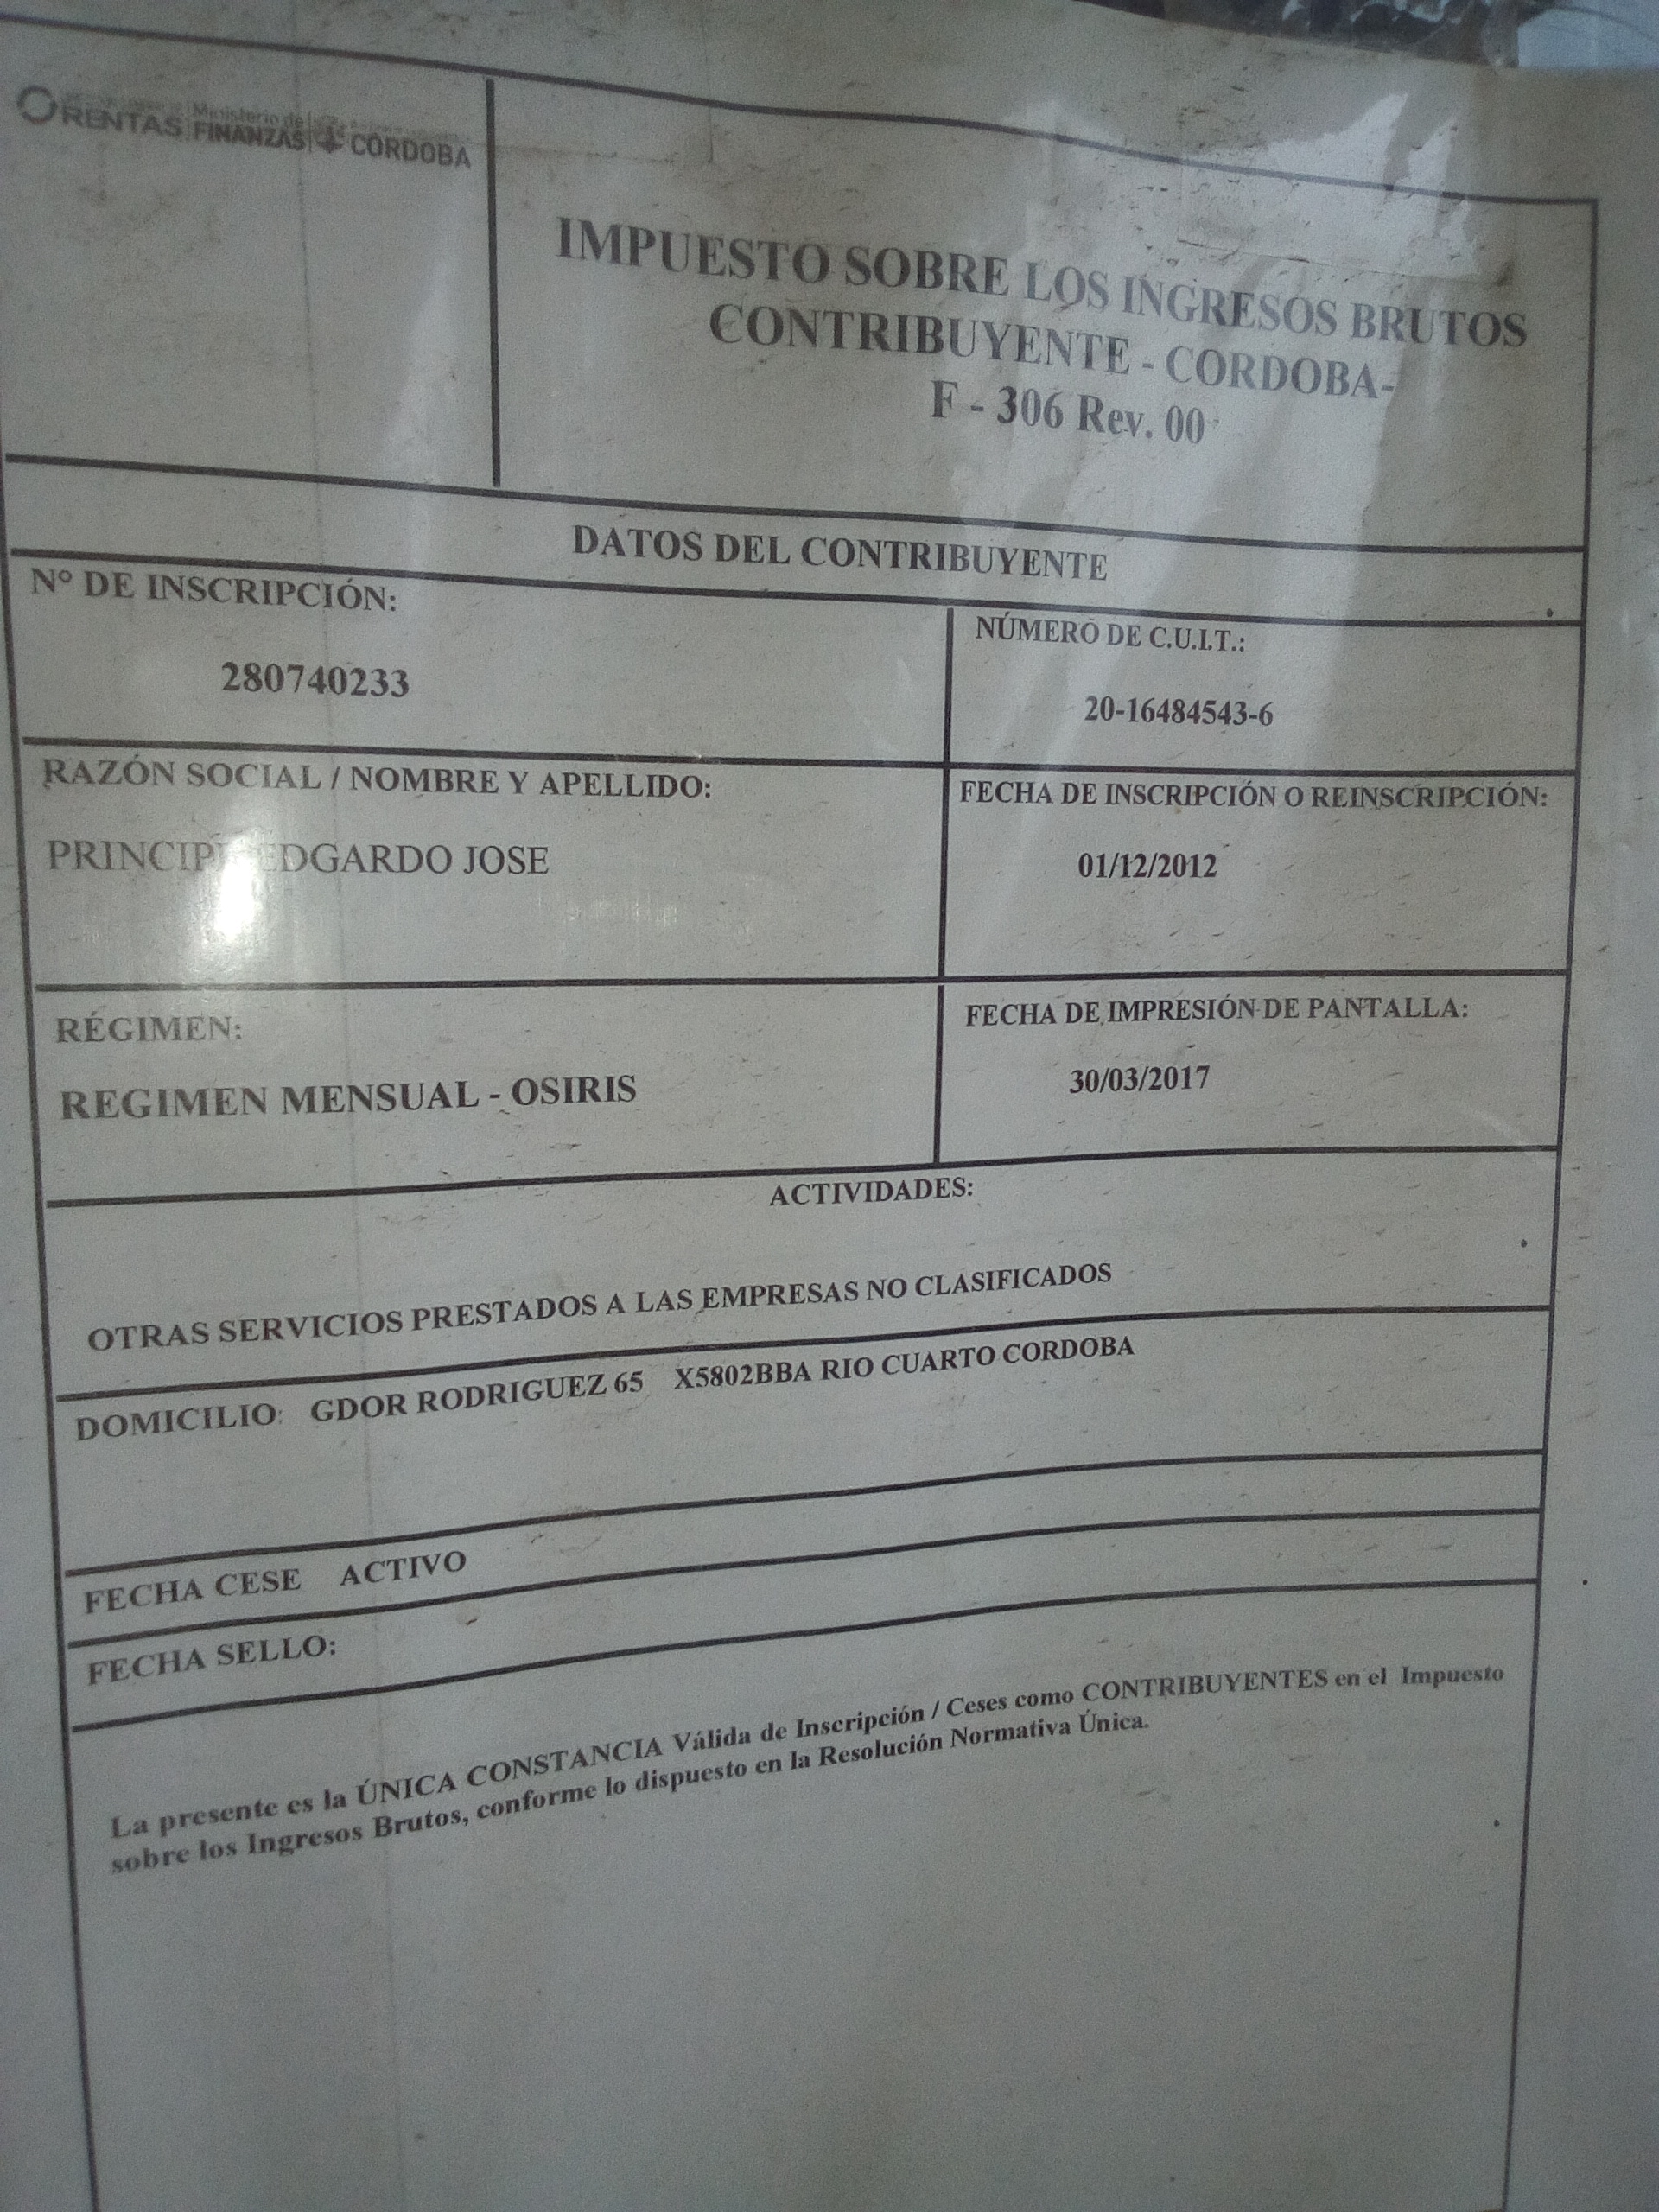 RENTAS Ministerio de FINANZAS CORDOBA
IMPUESTO SOBRE LOS INGRESOS BRUTOS
CONTRIBUYENTE - CORDOBA-
F - 306 Rev. 00
DATOS DEL CONTRIBUYENTE
N° DE INSCRIPCIÓN:
280740233
NÚMERO DE C.U.I.T.:
20-16484543-6
RAZÓN SOCIAL / NOMBRE Y APELLIDO:
EDGARDO JOSE
FECHA DE INSCRIPCIÓN O REINSCRIPCIÓN:
01/12/2012
RÉGIMEN:
REGIMEN MENSUAL - OSIRIS
FECHA DE IMPRESIÓN DE PANTALLA:
30/03/2017
ACTIVIDADES:
OTRAS SERVICIOS PRESTADOS A LAS EMPRESAS NO CLASIFICADOS
DOMICILIO: GDOR RODRIGUEZ 65 X5802BBA RIO CUARTO CORDOBA
FECHA CESE ACTIVO
FECHA SELLO:
La presente es la ÚNICA CONSTANCIA Válida de Inscripción / Ceses como CONTRIBUYENTES en el Impuesto
sobre los Ingresos Brutos, conforme lo dispuesto en la Resolución Normativa Única.